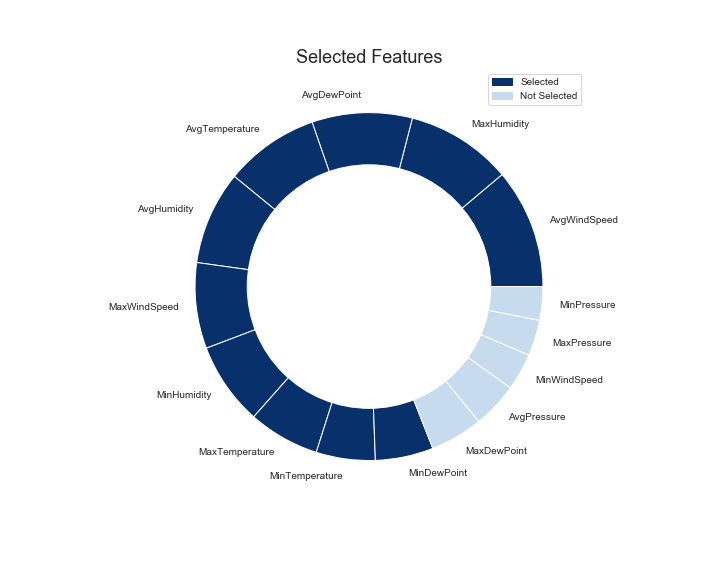 Selected Features
Selected
Not Selected
AvgDewPoint
MaxHumidity
AvgTemperature
AvgHumidity
AvgWindSpeed
MaxWindSpeed
MinPressure
MaxPressure
MinWindSpeed
MinHumidity
AvgPressure
MaxTemperature
MaxDewPoint
MinTemperature
MinDewPoint